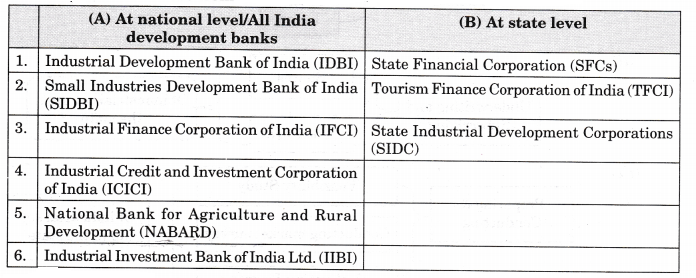 (A) At national level/All India development banks (B) At state level
1. Industrial Development Bank of India (IDBI) State Financial Corporation (SFCs)
2. Small Industries Development Bank of India (SIDBI) Tourism Finance Corporation of India (TFCI)
3. Industrial Finance Corporation of India (IFCI) State Industrial Development Corporations (SIDC)
4. Industrial Credit and Investment Corporation of India (ICICI)
5. National Bank for Agriculture and Rural Development (NABARD)
6. Industrial Investment Bank of India Ltd. (IIBI)